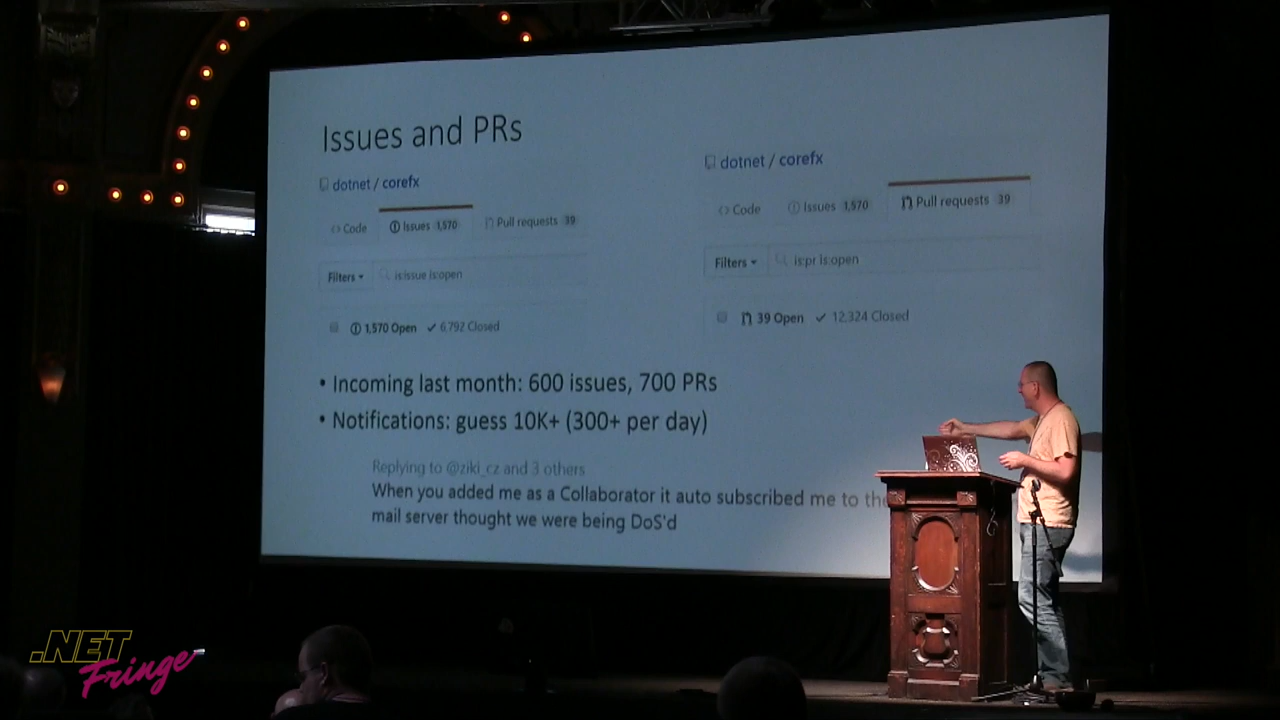 Issues and PRs
dotnet / corefx
Code Issues 1,570 Pull requests 39
Filters is:issue is:open
1,570 Open 6,792 Closed
dotnet / corefx
Code Issues 1,570 Pull requests 39
Filters is:pr is:open
39 Open 12,324 Closed
• Incoming last month: 600 issues, 700 PRs
• Notifications: guess 10K+ (300+ per day)
Replying to @ziki_cz and 3 others
When you added me as a Collaborator it auto subscribed me to the
mail server thought we were being DoS'd
.NET
Fringe